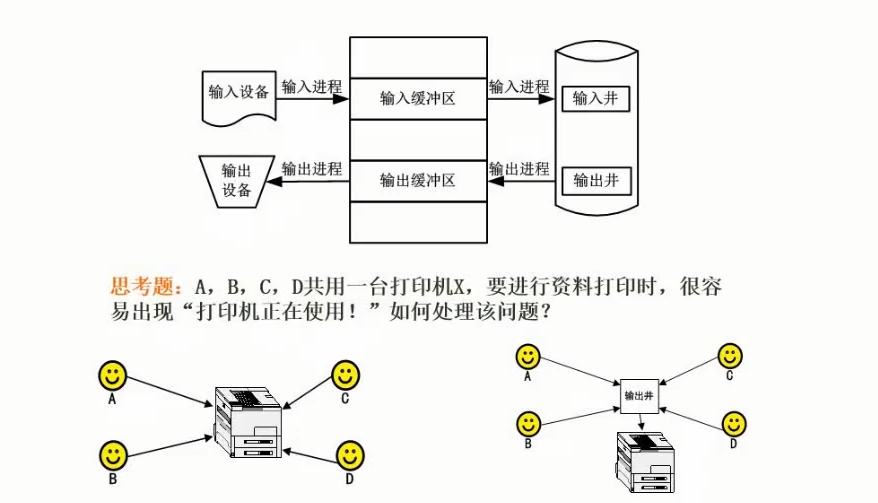 输入设备
输入进程
输入缓冲区
输入进程
输入井
输出
设备
输出进程
输出缓冲区
输出进程
输出井
思考题：A，B，C，D共用一台打印机X，要进行资料打印时，很容
易出现“打印机正在使用！”如何处理该问题？
A
C
B
D
A
C
输出井
B
D